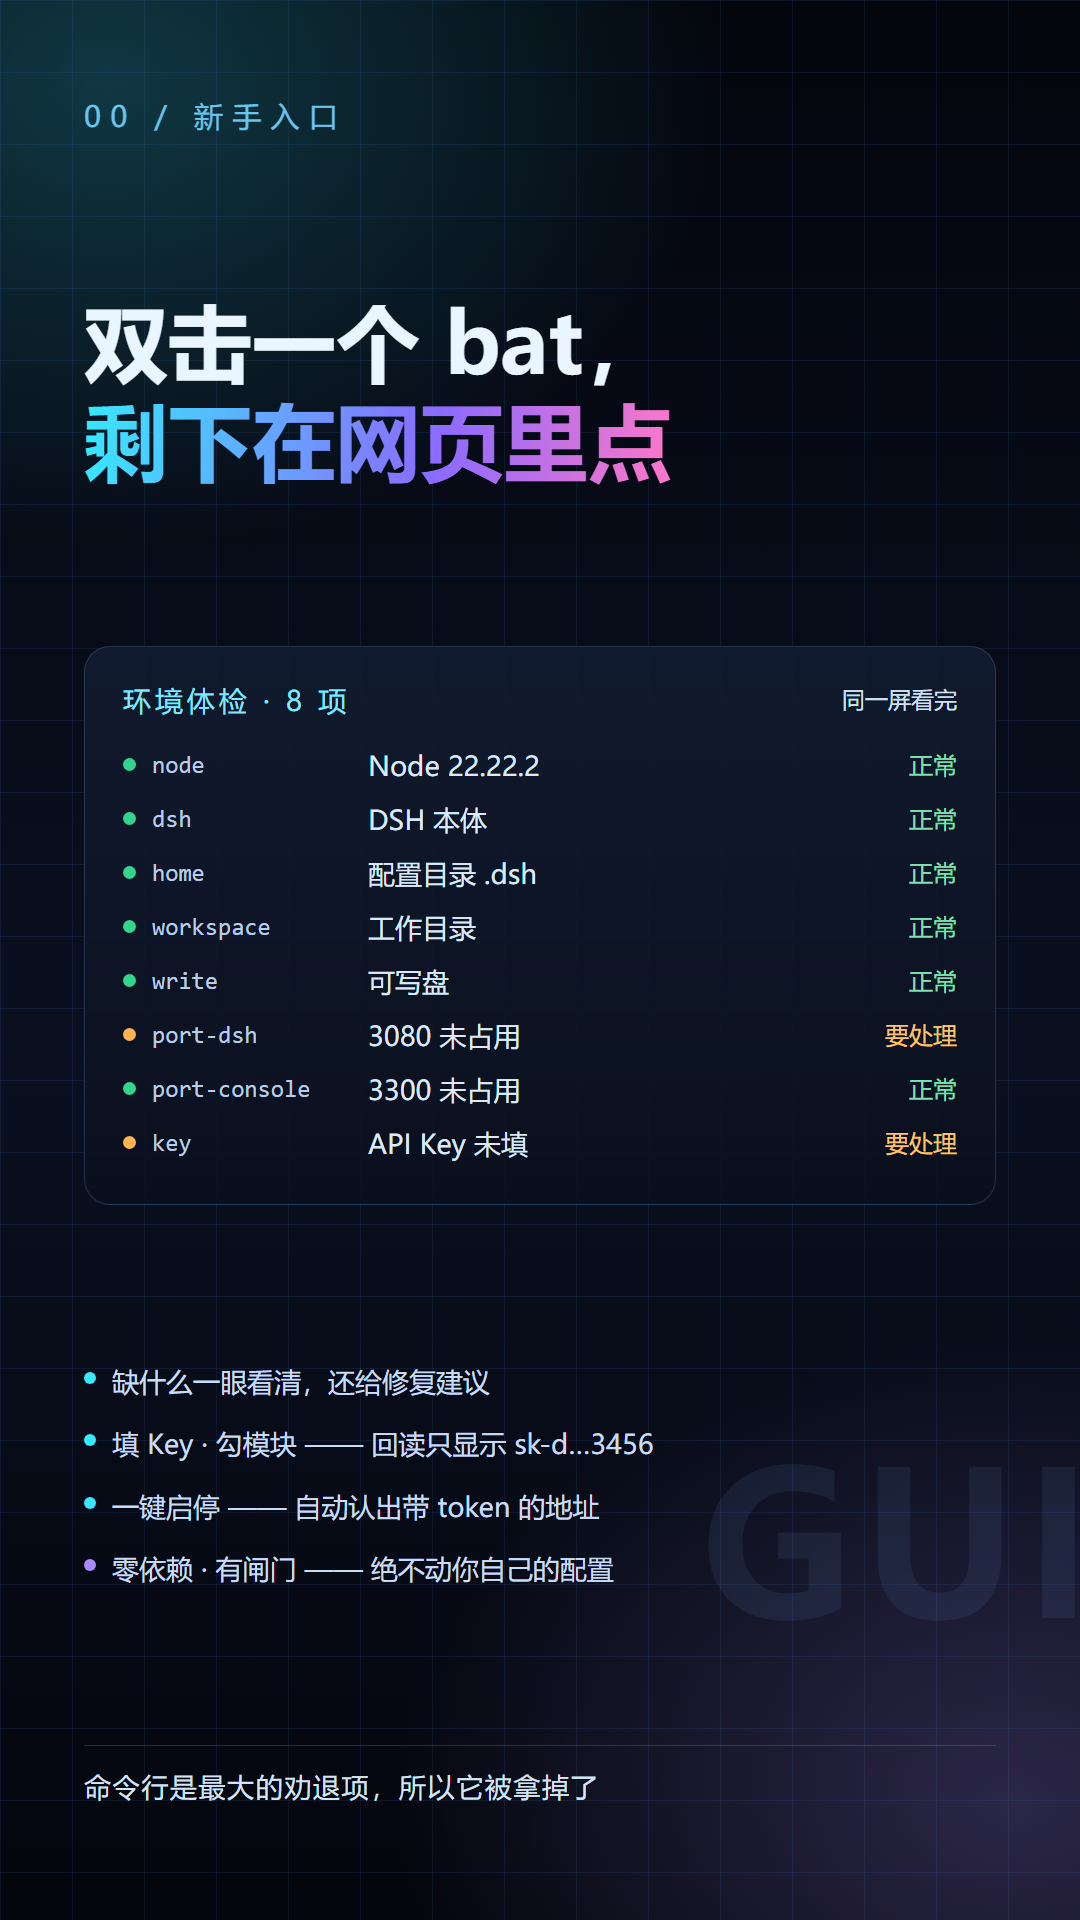 00 / 新手入口
双击一个 bat，
剩下在网页里点
环境体检 · 8 项 同一屏看完
node Node 22.22.2 正常
dsh DSH 本体 正常
home 配置目录 .dsh 正常
workspace 工作目录 正常
write 可写盘 正常
port-dsh 3080 未占用 要处理
port-console 3300 未占用 正常
key API Key 未填 要处理
缺什么一眼看清，还给修复建议
填 Key · 勾模块 —— 回读只显示 sk-d…3456
一键启停 —— 自动认出带 token 的地址
零依赖 · 有闸门 —— 绝不动你自己的配置
GUI
命令行是最大的劝退项，所以它被拿掉了